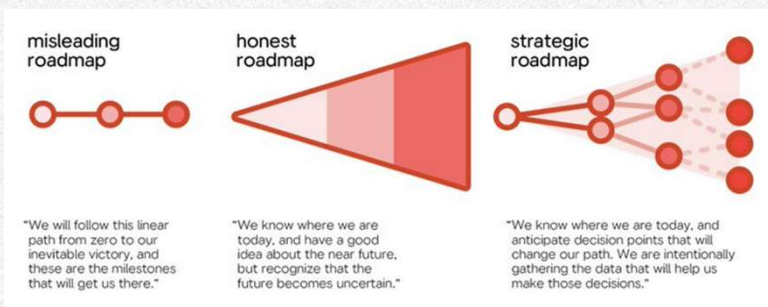 misleading
roadmap
"We will follow this linear
path from zero to our
inevitable victory, and
these are the milestones
that will get us there."
honest
roadmap
"We know where we are
today, and have a good
idea about the near future,
but recognize that the
future becomes uncertain."
strategic
roadmap
"We know where we are today, and
anticipate decision points that will
change our path. We are intentionally
gathering the data that will help us
make those decisions."